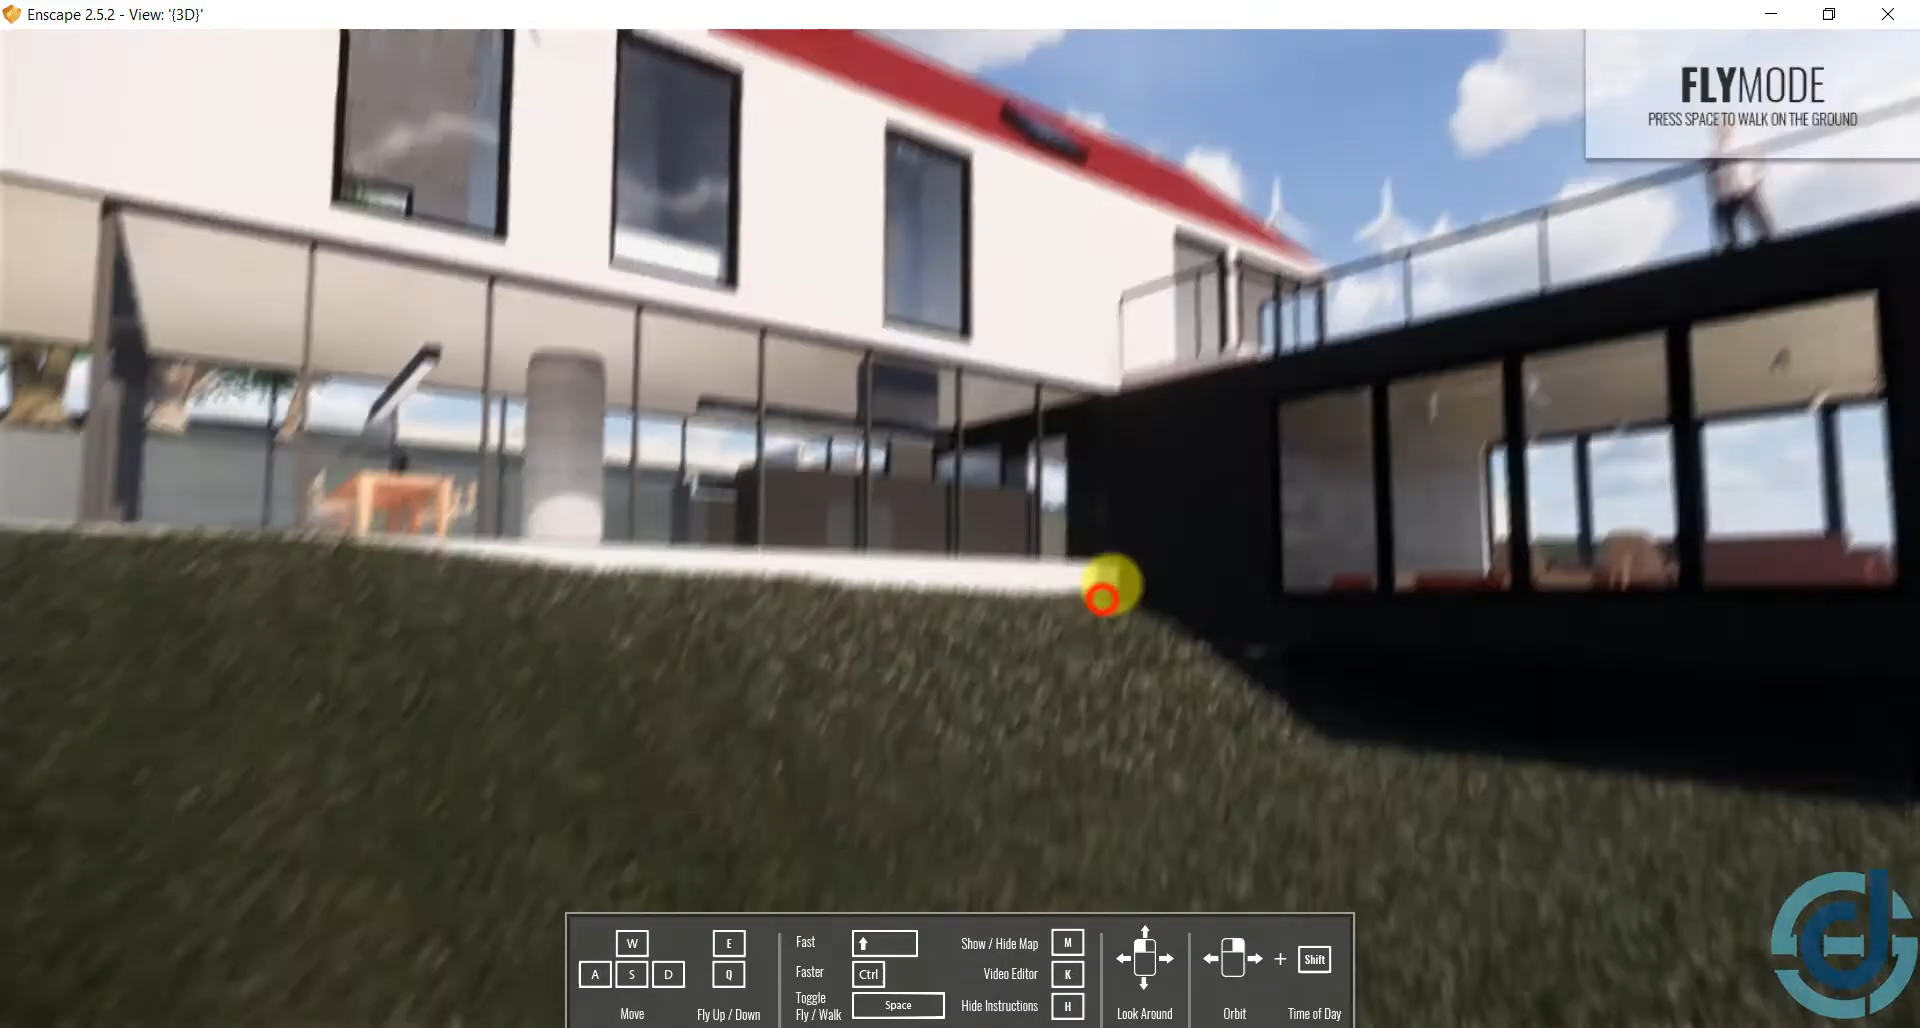 Enscape 2.5.2 - View: '{3D}'
FLYMODE
PRESS SPACE TO WALK ON THE GROUND
W
A S D
Move
E
Q
Fly Up / Down
Fast
Faster Ctrl
Toggle
Fly / Walk
Space
Show / Hide Map M
Video Editor K
Hide Instructions H
Look Around
Orbit
+ Shift
Time of Day